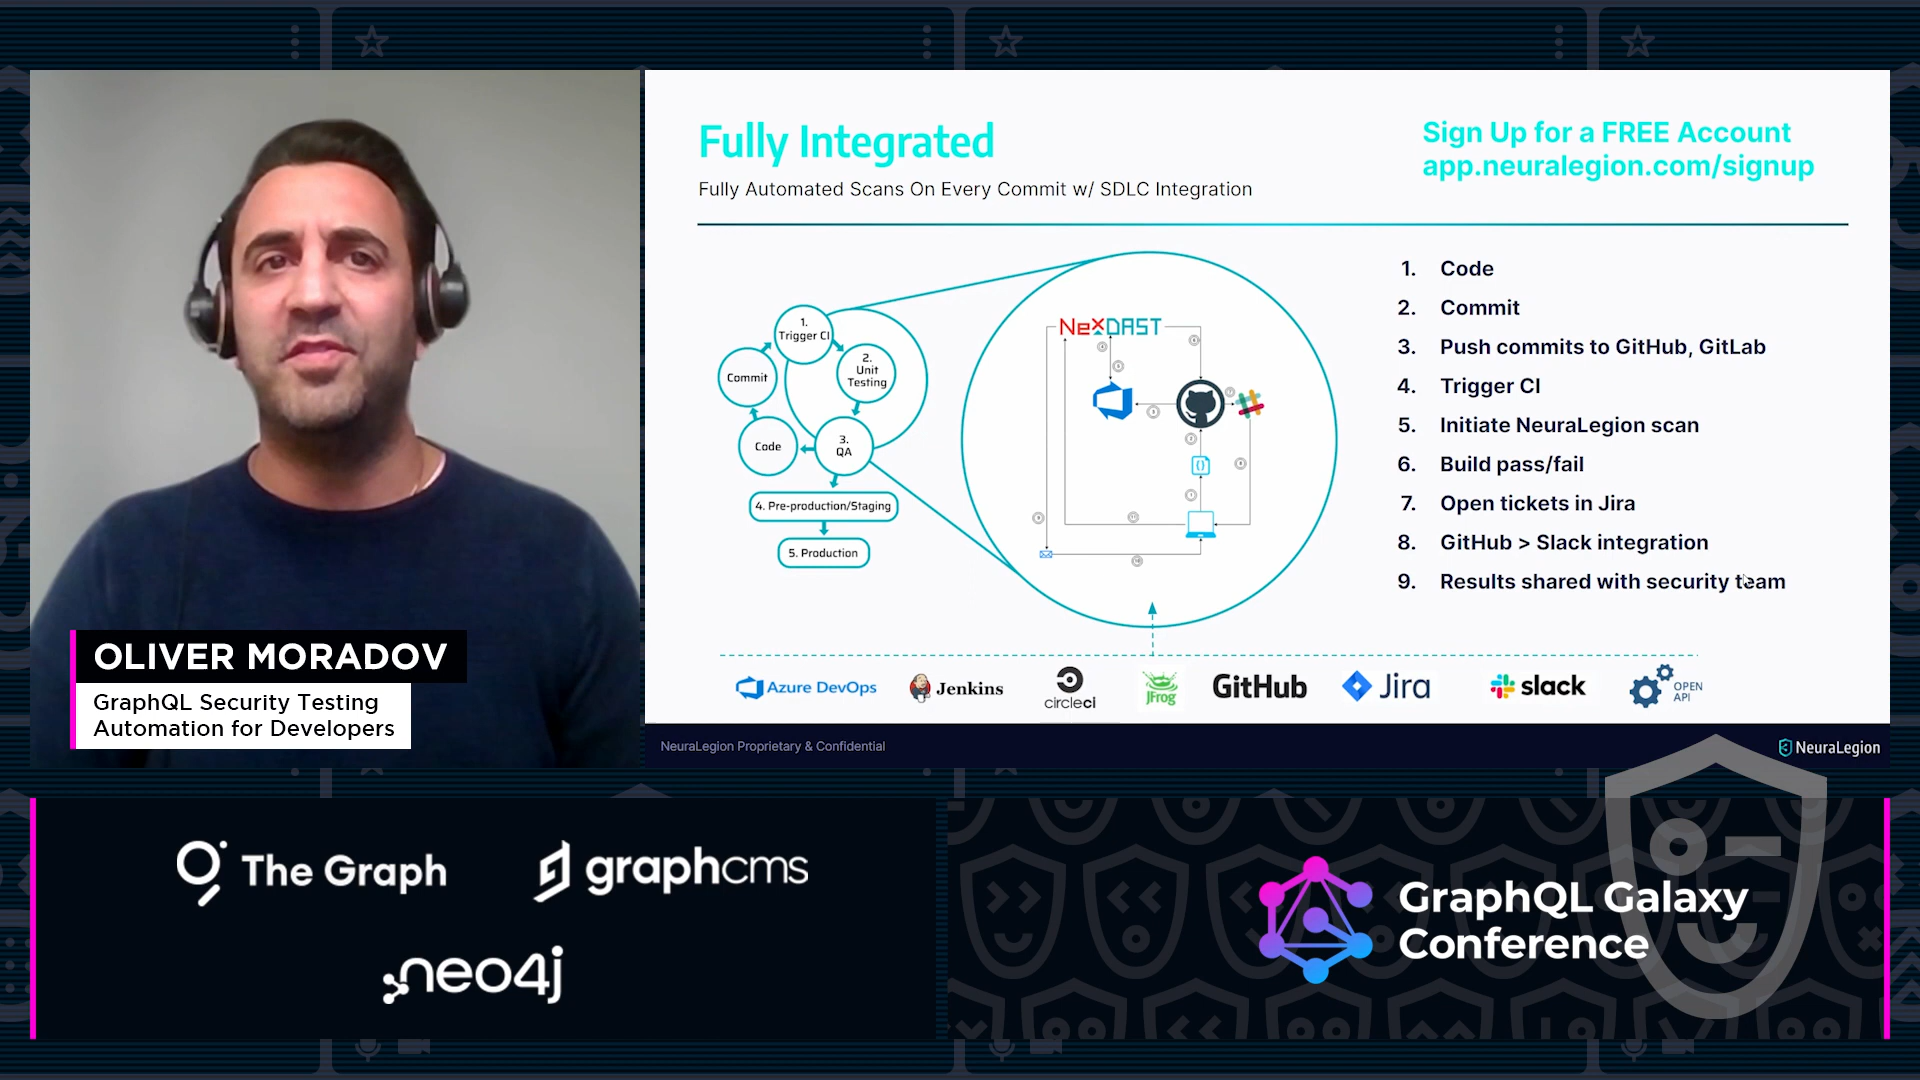 Fully Integrated
Fully Automated Scans On Every Commit w/ SDLC Integration
Sign Up for a FREE Account
app.neuralegion.com/signup
1.
Trigger CI
2.
Unit
Testing
3.
QA
Code
Commit
4. Pre-production/Staging
5. Production
NeXDAST
1. Code
2. Commit
3. Push commits to GitHub, GitLab
4. Trigger CI
5. Initiate NeuraLegion scan
6. Build pass/fail
7. Open tickets in Jira
8. GitHub > Slack integration
9. Results shared with security team
Azure DevOps
Jenkins
circleci
JFrog
GitHub
Jira
slack
OPEN
API
NeuraLegion Proprietary & Confidential
NeuraLegion
OLIVER MORADOV
GraphQL Security Testing
Automation for Developers
The Graph
graphcms
neo4j
GraphQL Galaxy
Conference